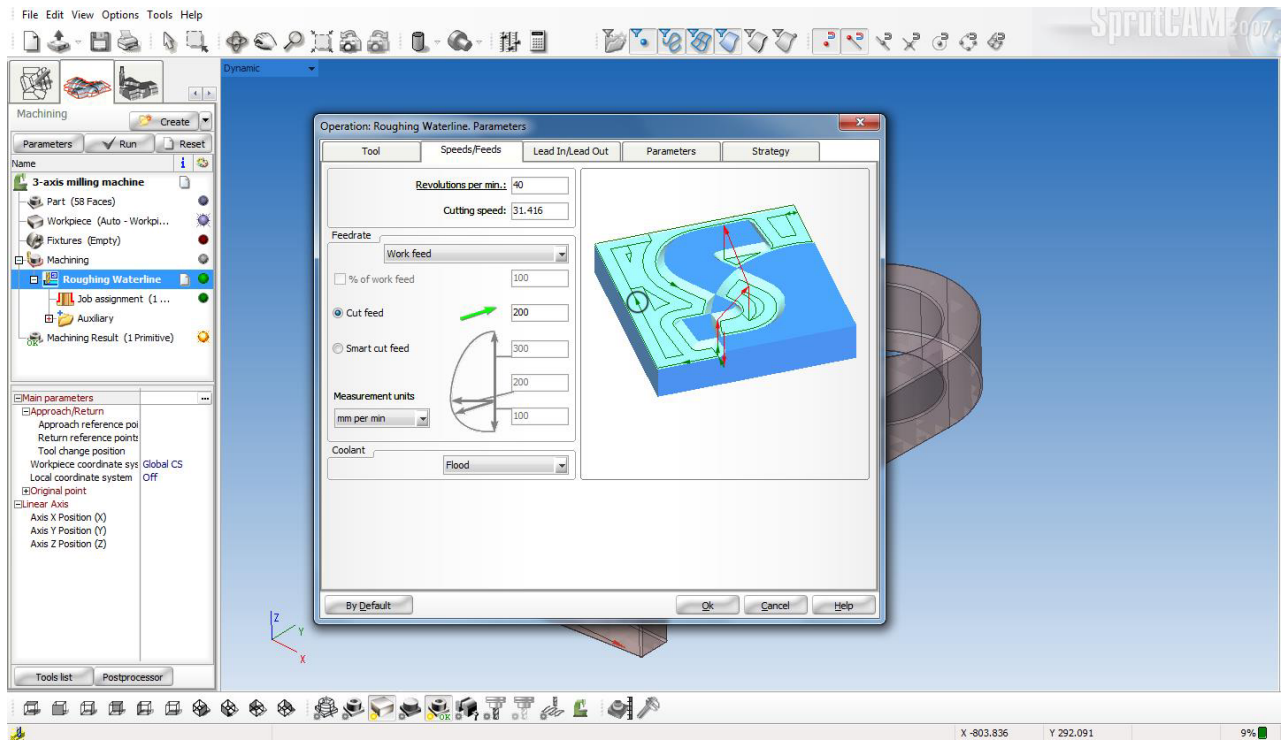 File Edit View Options Tools Help
SprutCAM 2007
Dynamic
Machining
Create
Parameters Run Reset
Name
3-axis milling machine
Part (58 Faces)
Workpiece (Auto - Workpi...
Fixtures (Empty)
Machining
Roughing Waterline
Job assignment (1 ...
Auxiliary
Machining Result (1 Primitive)
Main parameters ...
Approach/Return
Approach reference poi
Return reference points
Tool change position
Workpiece coordinate sys Global CS
Local coordinate system Off
Original point
Linear Axis
Axis X Position (X)
Axis Y Position (Y)
Axis Z Position (Z)
Tools list Postprocessor
Operation: Roughing Waterline. Parameters
Tool Speeds/Feeds Lead In/Lead Out Parameters Strategy
Revolutions per min.: 40
Cutting speed: 31.416
Feedrate
Work feed
% of work feed 100
Cut feed 200
Smart cut feed 300
200
Measurement units
mm per min 100
Coolant
Flood
By Default Ok Cancel Help
Z
Y
X
OK
X -803.836 Y 292.091 9%